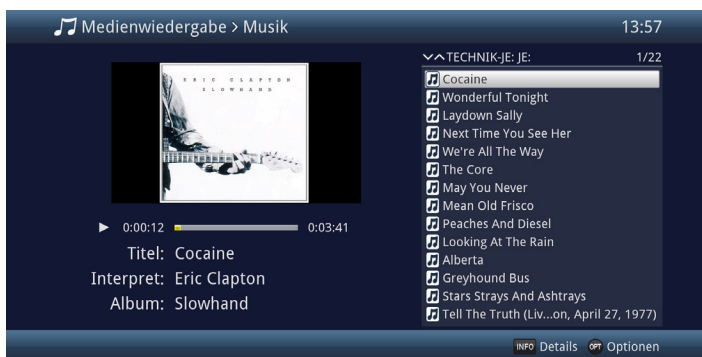 Medienwiedergabe > Musik
13:57
ERIC CLAPTON
SLOWHAND
0:00:12
0:03:41
Titel: Cocaine
Interpret: Eric Clapton
Album: Slowhand
TECHNIK-JE: JE:
1/22
Cocaine
Wonderful Tonight
Laydown Sally
Next Time You See Her
We're All The Way
The Core
May You Never
Mean Old Frisco
Peaches And Diesel
Looking At The Rain
Alberta
Greyhound Bus
Stars Strays And Ashtrays
Tell The Truth (Liv...on, April 27, 1977)
INFO Details OPT Optionen